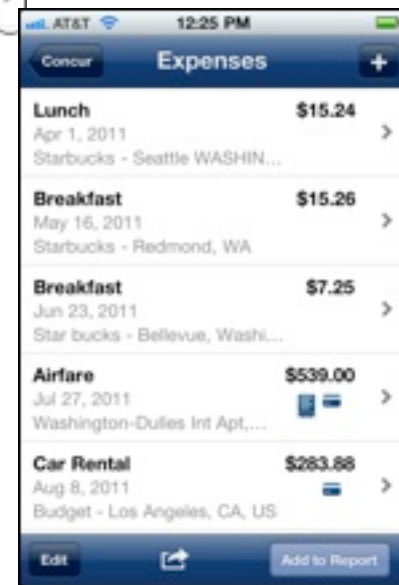 AT&T 12:25 PM
Concur Expenses +
Lunch $15.24
Apr 1, 2011
Starbucks - Seattle WASHIN...
Breakfast $15.26
May 16, 2011
Starbucks - Redmond, WA
Breakfast $7.25
Jun 23, 2011
Star bucks - Bellevue, Washi...
Airfare $539.00
Jul 27, 2011
Washington-Dulles Int Apt,...
Car Rental $283.88
Aug 8, 2011
Budget - Los Angeles, CA, US
Edit Add to Report